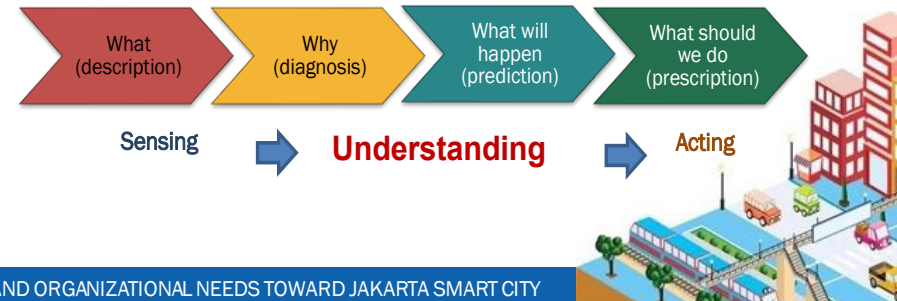 What
(description)
Why
(diagnosis)
What will
happen
(prediction)
What should
we do
(prescription)
Sensing
Understanding
Acting
AND ORGANIZATIONAL NEEDS TOWARD JAKARTA SMART CITY